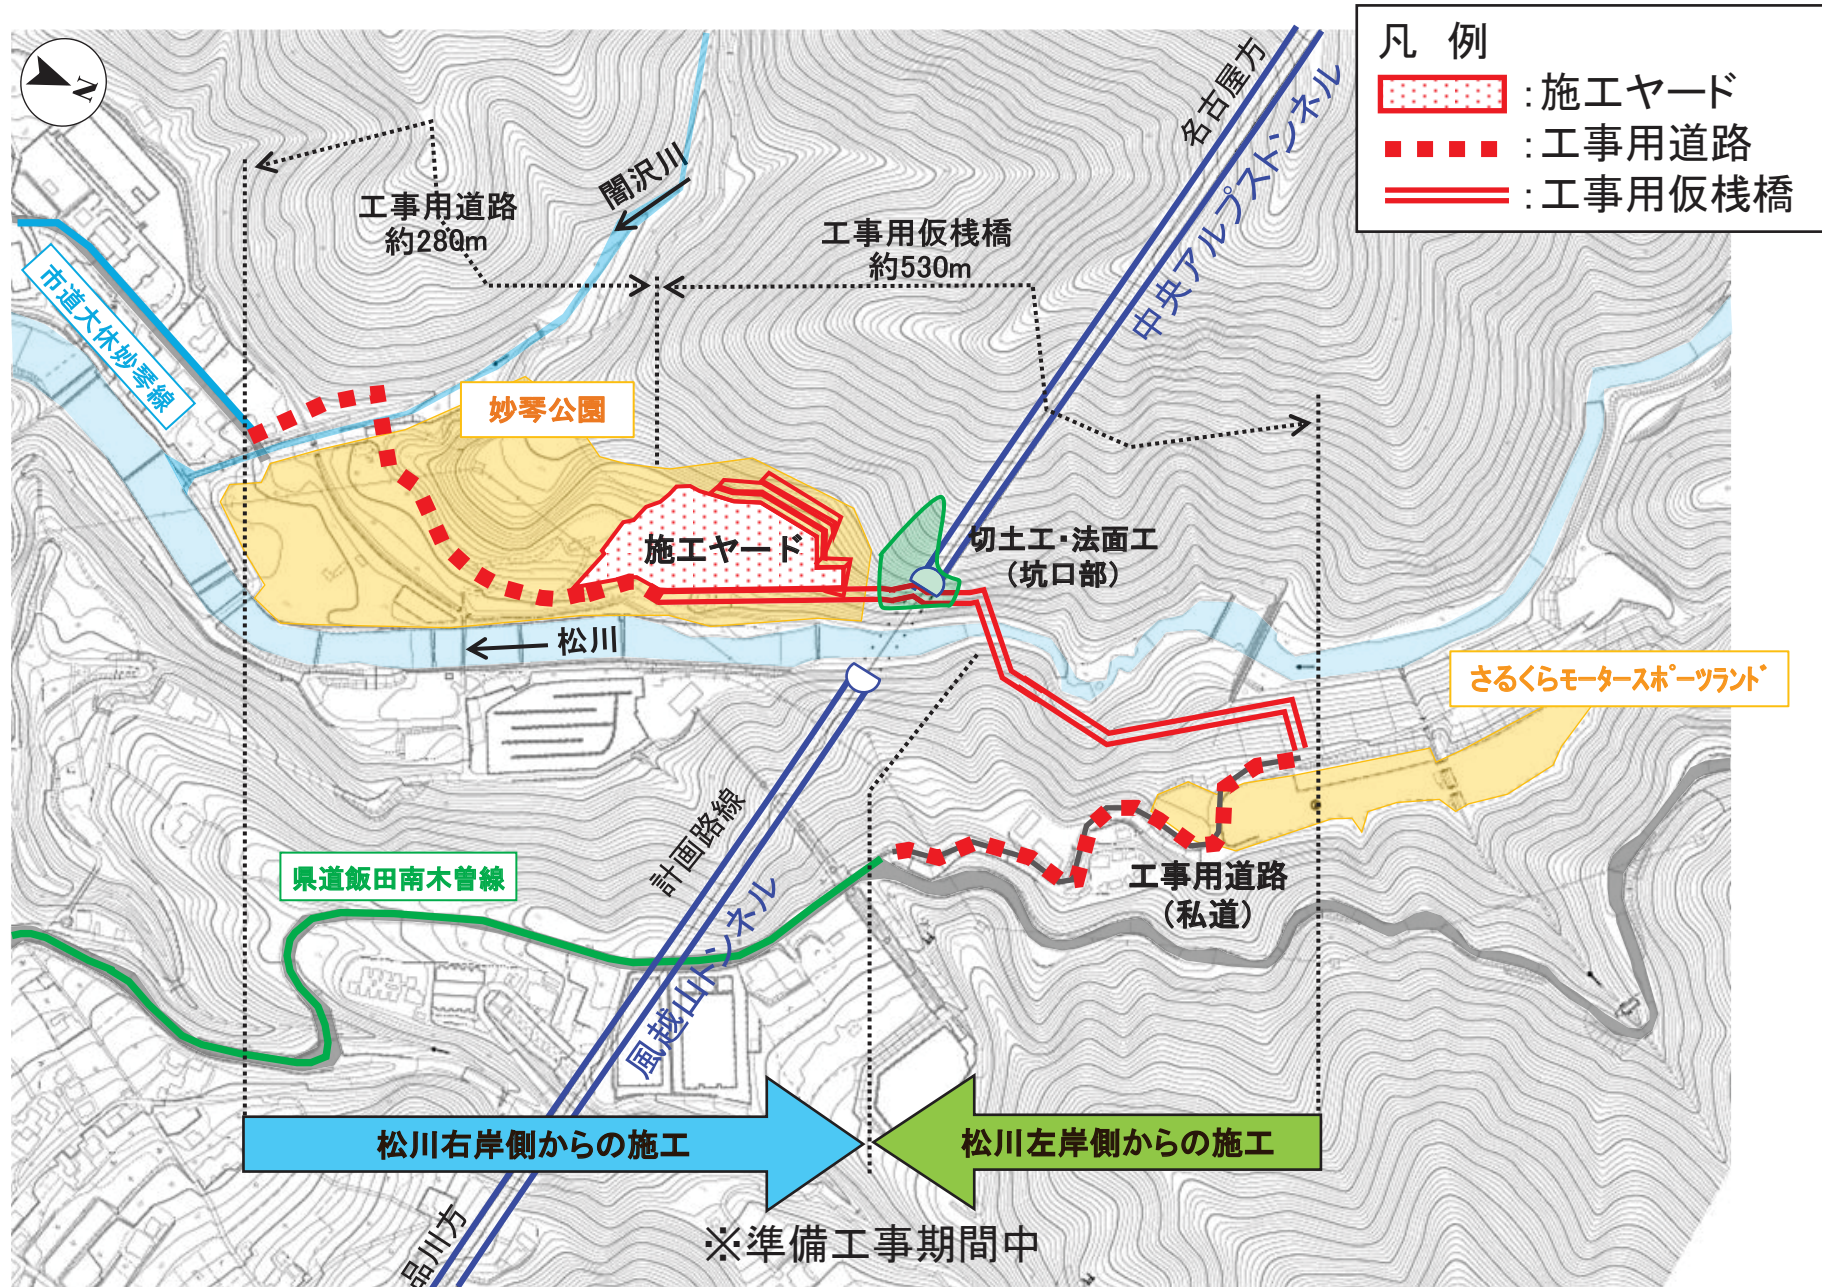 凡 例
:施工ヤード
:工事用道路
:工事用仮桟橋
N
名古屋方
中央アルプストンネル
闇沢川
工事用道路
約280m
工事用仮桟橋
約530m
市道大休妙琴線
妙琴公園
施工ヤード
切土工・法面工
(坑口部)
松川
さるくらモータースポーツランド
計画路線
風越山トンネル
県道飯田南木曽線
工事用道路
(私道)
松川右岸側からの施工
松川左岸側からの施工
品川方
※準備工事期間中